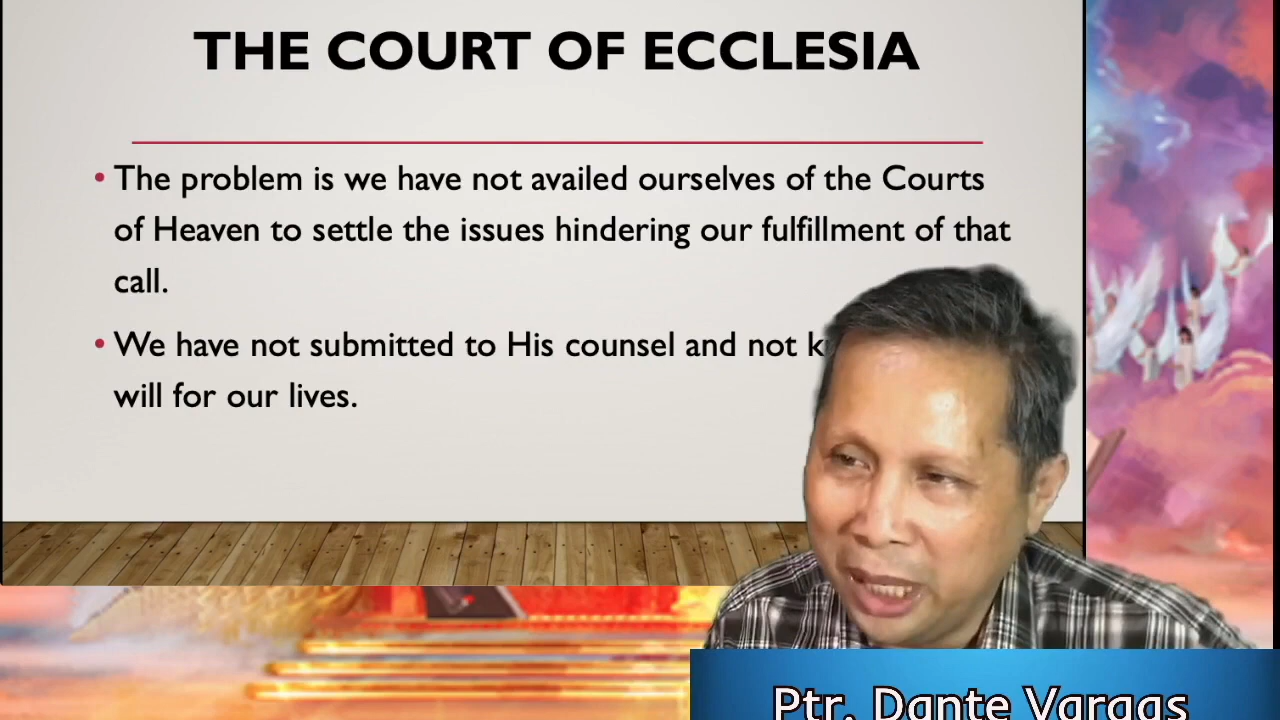 THE COURT OF ECCLESIA
• The problem is we have not availed ourselves of the Courts
of Heaven to settle the issues hindering our fulfillment of that
call.
• We have not submitted to His counsel and not
will for our lives.
Ptr. Dante Vargas